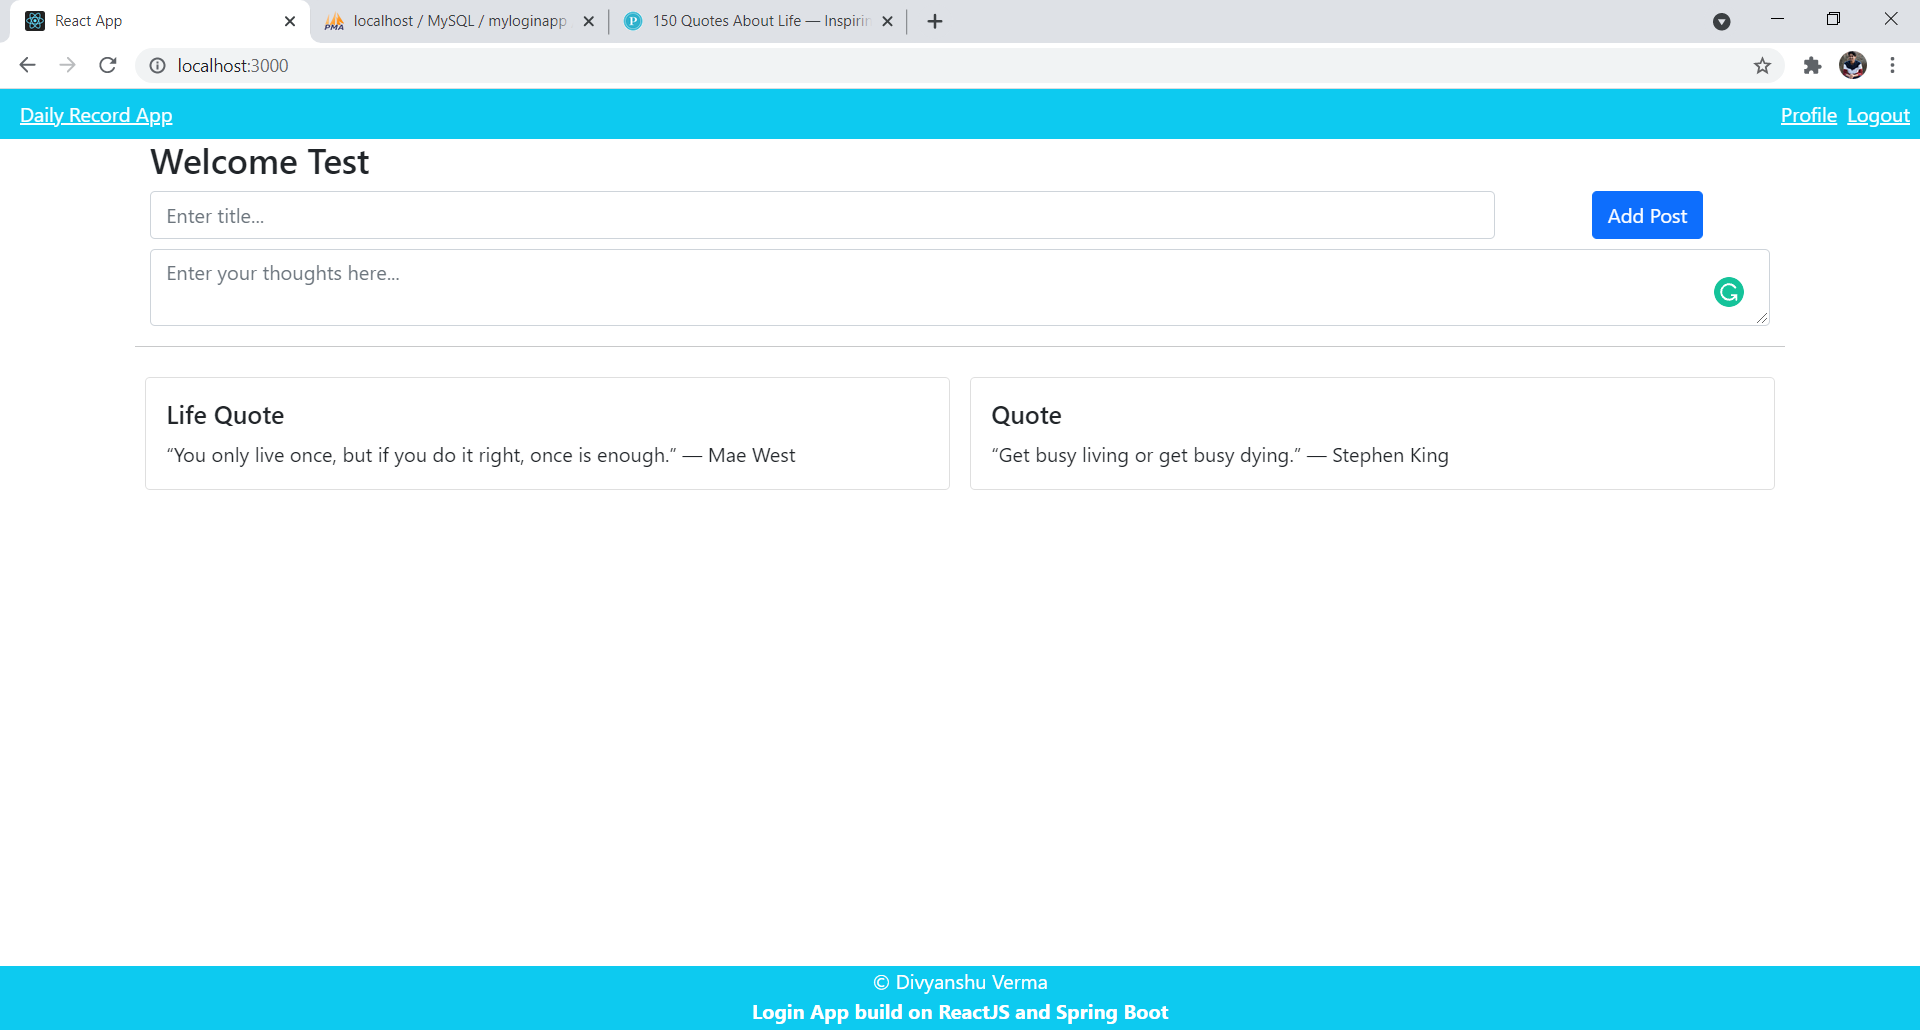 React App
localhost / MySQL / myloginapp
150 Quotes About Life — Inspirin
localhost:3000
Daily Record App
Profile Logout
Welcome Test
Enter title...
Add Post
Enter your thoughts here...
Life Quote
“You only live once, but if you do it right, once is enough.” — Mae West
Quote
“Get busy living or get busy dying.” — Stephen King
© Divyanshu Verma
Login App build on ReactJS and Spring Boot